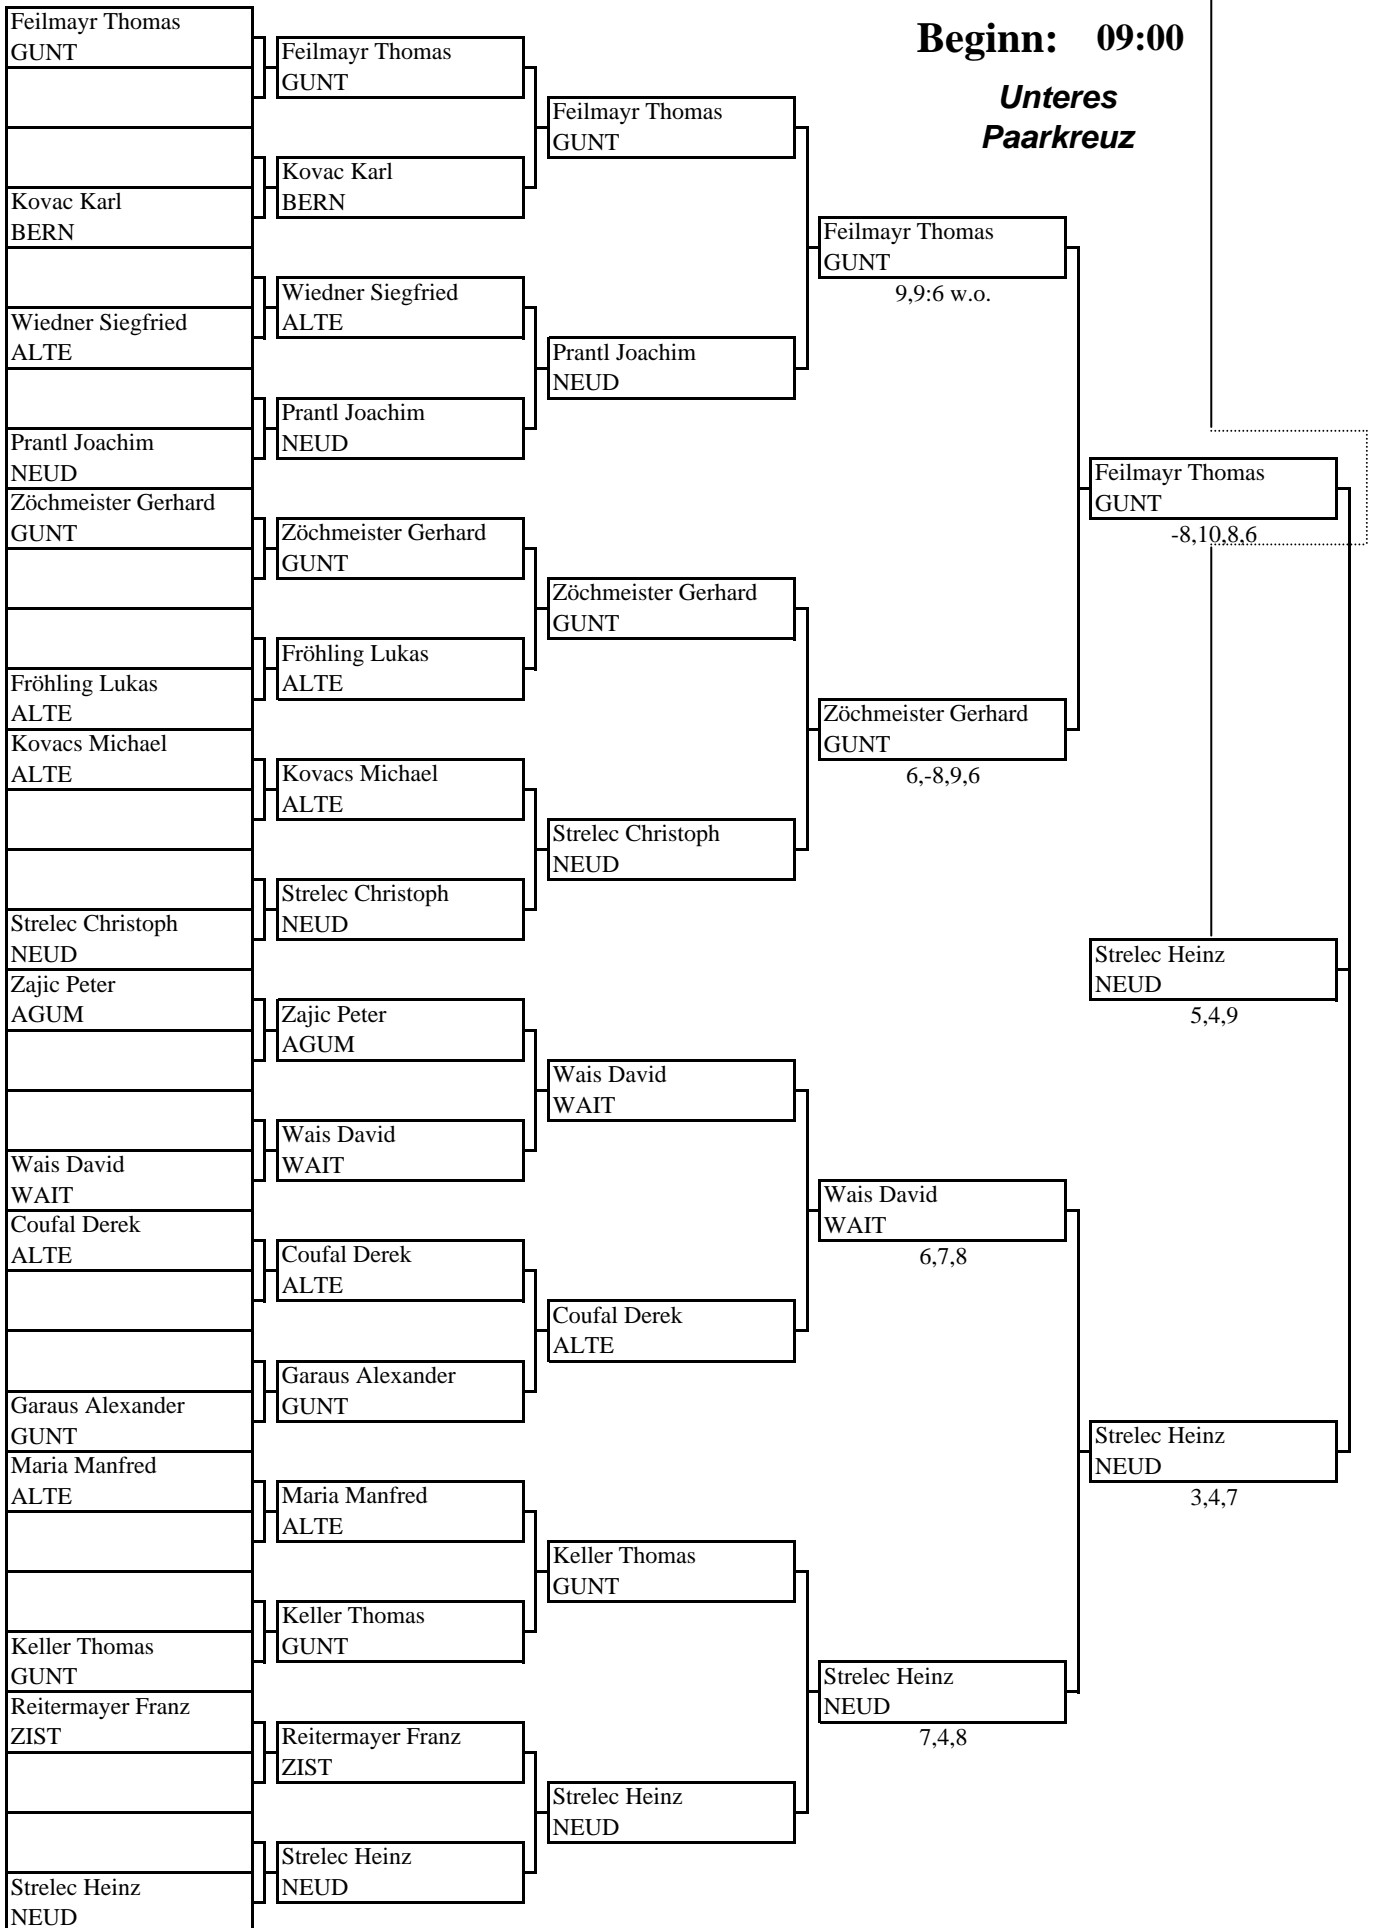 Beginn: 09:00
Unteres
Paarkreuz
Feilmayr Thomas
GUNT
Kovac Karl
BERN
Wiedner Siegfried
ALTE
Prantl Joachim
NEUD
Zöchmeister Gerhard
GUNT
Fröhling Lukas
ALTE
Kovacs Michael
ALTE
Strelec Christoph
NEUD
Zajic Peter
AGUM
Wais David
WAIT
Coufal Derek
ALTE
Garaus Alexander
GUNT
Maria Manfred
ALTE
Keller Thomas
GUNT
Reitermayer Franz
ZIST
Strelec Heinz
NEUD
Feilmayr Thomas
GUNT
Kovac Karl
BERN
Wiedner Siegfried
ALTE
Prantl Joachim
NEUD
Zöchmeister Gerhard
GUNT
Fröhling Lukas
ALTE
Kovacs Michael
ALTE
Strelec Christoph
NEUD
Zajic Peter
AGUM
Wais David
WAIT
Coufal Derek
ALTE
Garaus Alexander
GUNT
Maria Manfred
ALTE
Keller Thomas
GUNT
Reitermayer Franz
ZIST
Strelec Heinz
NEUD
Feilmayr Thomas
GUNT
Prantl Joachim
NEUD
Zöchmeister Gerhard
GUNT
Strelec Christoph
NEUD
Wais David
WAIT
Coufal Derek
ALTE
Keller Thomas
GUNT
Strelec Heinz
NEUD
Feilmayr Thomas
GUNT
9,9:6 w.o.
Zöchmeister Gerhard
GUNT
6,-8,9,6
Wais David
WAIT
6,7,8
Strelec Heinz
NEUD
7,4,8
Feilmayr Thomas
GUNT
-8,10,8,6
Strelec Heinz
NEUD
5,4,9
Strelec Heinz
NEUD
3,4,7